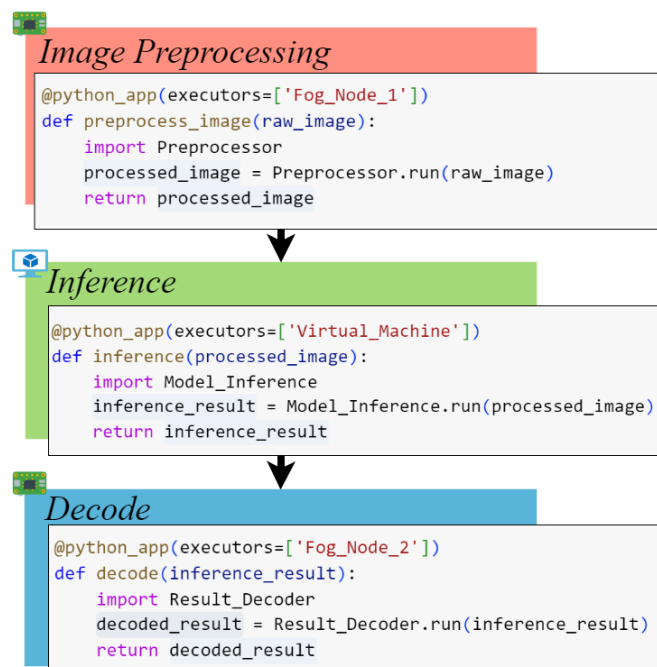 Image Preprocessing
@python_app(executors=['Fog_Node_1'])
def preprocess_image(raw_image):
    import Preprocessor
    processed_image = Preprocessor.run(raw_image)
    return processed_image
Inference
@python_app(executors=['Virtual_Machine'])
def inference(processed_image):
    import Model_Inference
    inference_result = Model_Inference.run(processed_image)
    return inference_result
Decode
@python_app(executors=['Fog_Node_2'])
def decode(inference_result):
    import Result_Decoder
    decoded_result = Result_Decoder.run(inference_result)
    return decoded_result